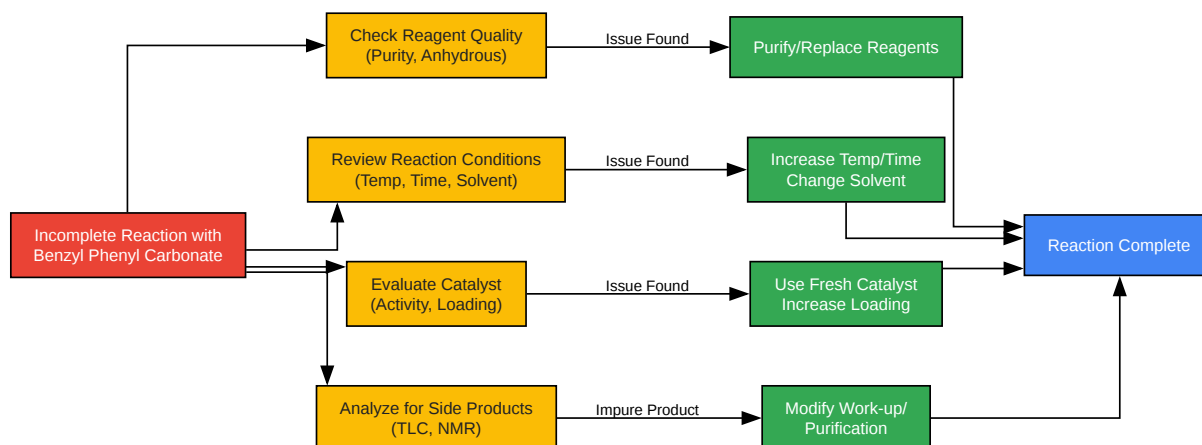 Check Reagent Quality
(Purity, Anhydrous)
Issue Found
Purify/Replace Reagents
Review Reaction Conditions
(Temp, Time, Solvent)
Issue Found
Increase Temp/Time
Change Solvent
Incomplete Reaction with
Benzyl Phenyl Carbonate
Reaction Complete
Evaluate Catalyst
(Activity, Loading)
Issue Found
Use Fresh Catalyst
Increase Loading
Analyze for Side Products
(TLC, NMR)
Impure Product
Modify Work-up/
Purification